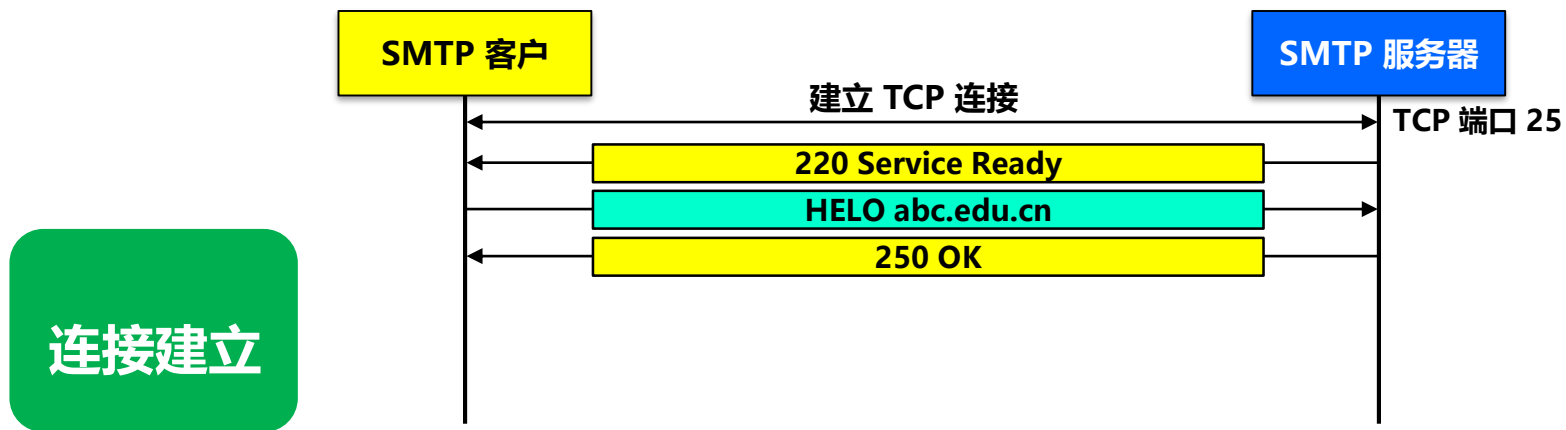 SMTP 客户
SMTP 服务器
建立 TCP 连接
TCP 端口 25
220 Service Ready
HELO abc.edu.cn
250 OK
连接建立